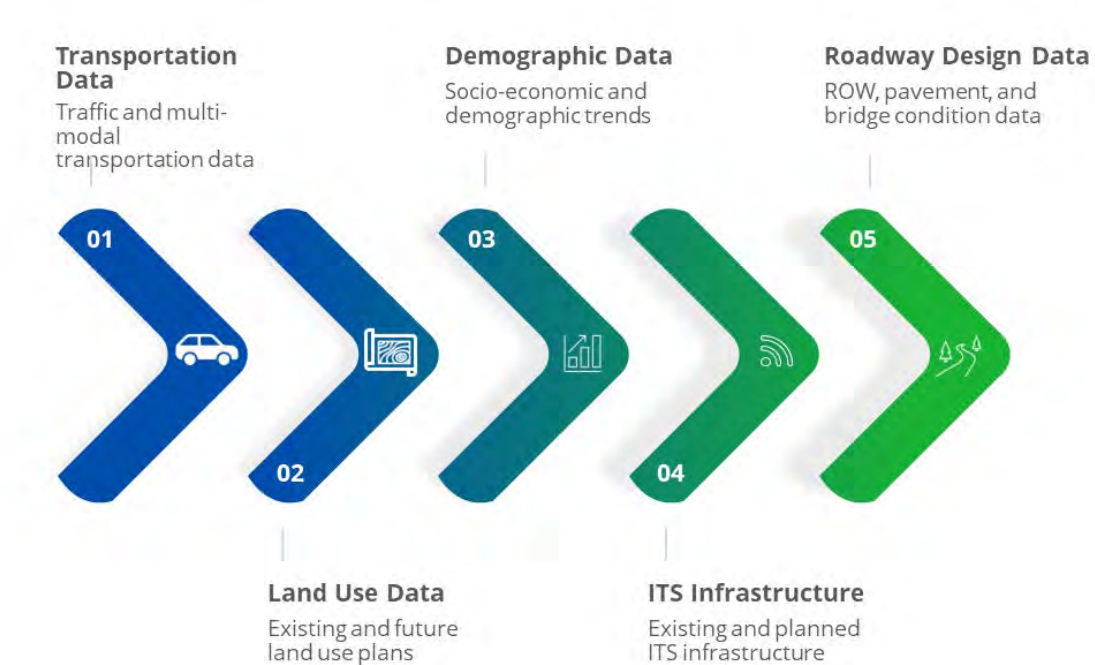 Transportation
Data
Traffic and multi-
modal
transportation data
Demographic Data
Socio-economic and
demographic trends
Roadway Design Data
ROW, pavement, and
bridge condition data
01
03
05
02
04
Land Use Data
Existing and future
land use plans
ITS Infrastructure
Existing and planned
ITS infrastructure